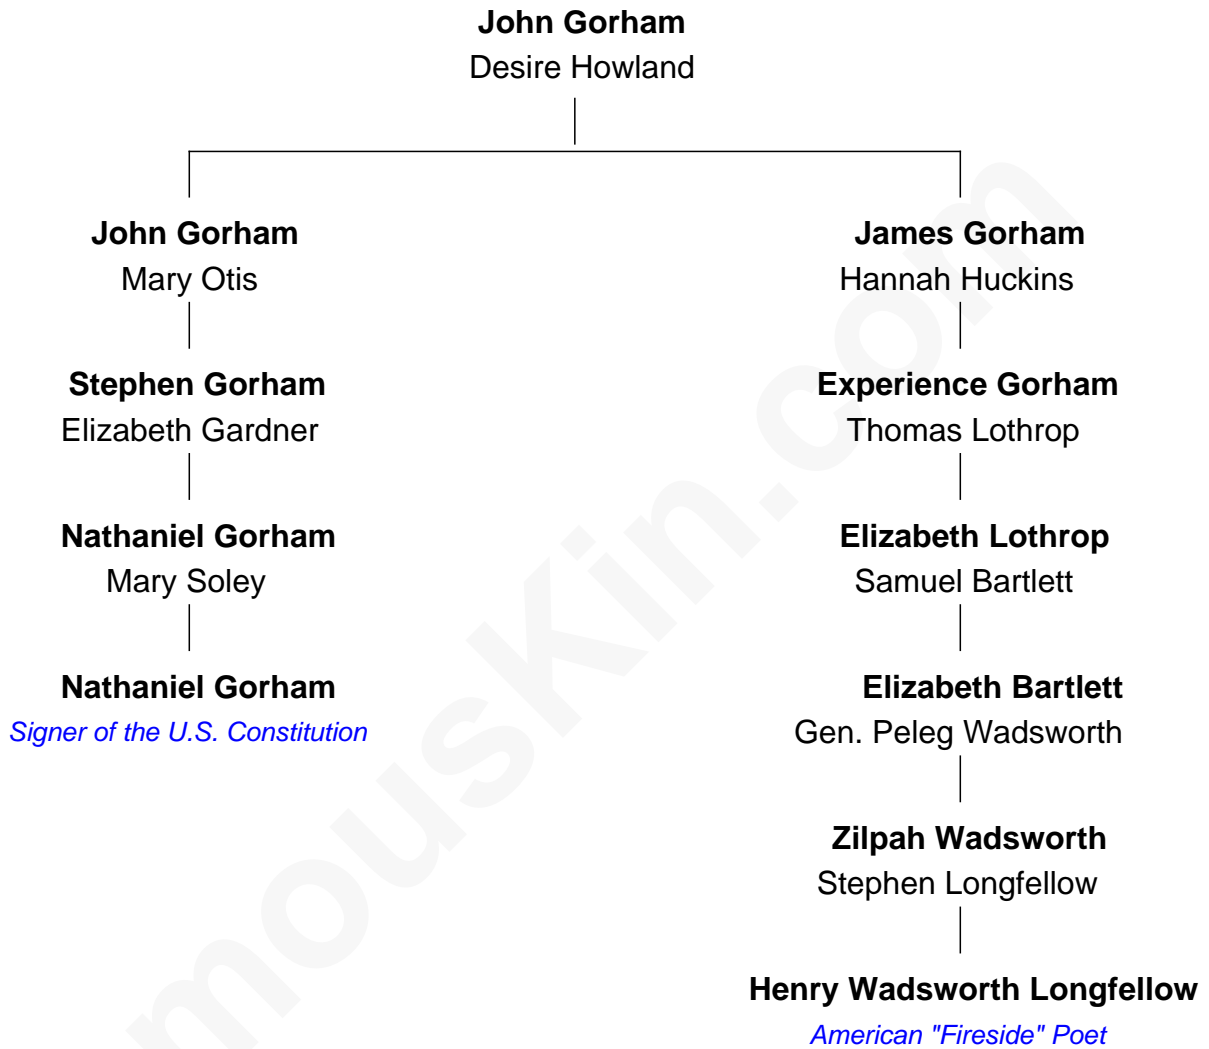 John Gorham
Desire Howland
John Gorham
Mary Otis
James Gorham
Hannah Huckins
Stephen Gorham
Elizabeth Gardner
Experience Gorham
Thomas Lothrop
Nathaniel Gorham
Mary Soley
Elizabeth Lothrop
Samuel Bartlett
Nathaniel Gorham
Signer of the U.S. Constitution
Elizabeth Bartlett
Gen. Peleg Wadsworth
Zilpah Wadsworth
Stephen Longfellow
Henry Wadsworth Longfellow
American "Fireside" Poet
mousKin.com